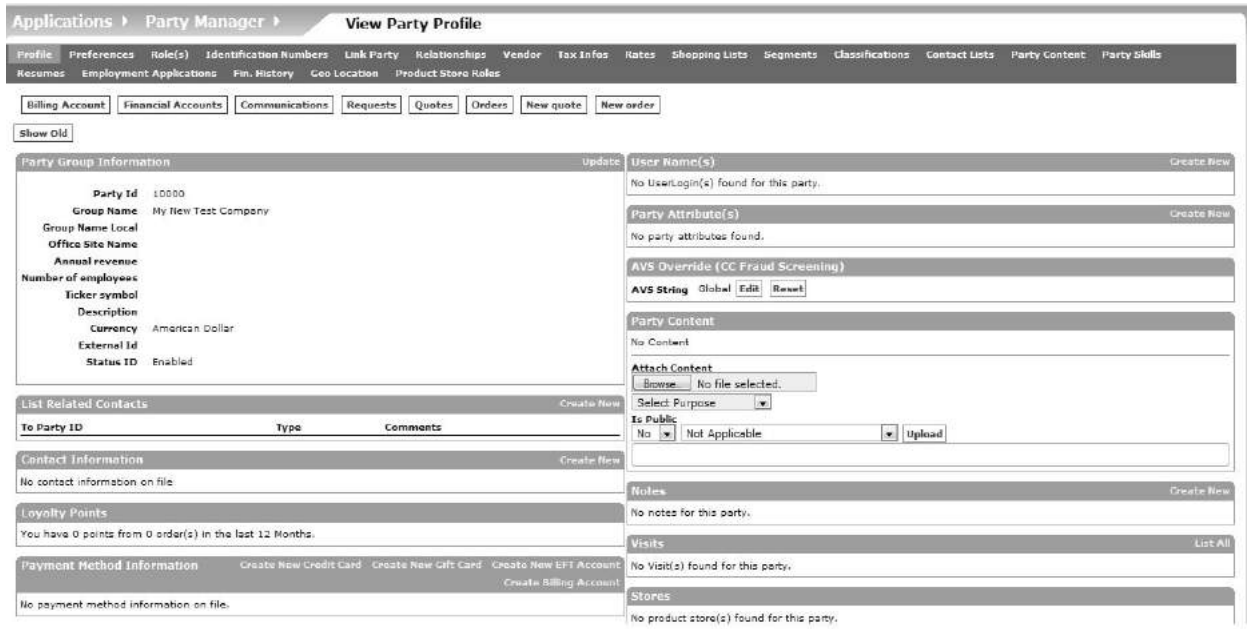 Applications Party Manager View Party Profile
Profile Preferences Role(s) Identification Numbers Link Party Relationships Vendor Tax Infos Rates Shopping Lists Segments Classifications Contact Lists Party Content Party Skills
Resumes Employment Applications Fin. History Geo Location Product Store Roles
Billing Account Financial Accounts Communications Requests Quotes Orders New quote New order
Show Old
Party Group Information Update
Party Id 10000
Group Name My New Test Company
Group Name Local
Office Site Name
Annual revenue
Number of employees
Ticker symbol
Description
Currency American Dollar
External Id
Status ID Enabled
List Related Contacts Create New
To Party ID Type Comments
Contact Information Create New
No contact information on file
Loyalty Points
You have 0 points from 0 order(s) in the last 12 Months.
Payment Method Information Create New Credit Card Create New Gift Card Create New EFT Account
Create Billing Account
No payment method information on file.
User Name(s) Create New
No UserLogin(s) found for this party.
Party Attribute(s) Create New
No party attributes found.
AVS Override (CC Fraud Screening)
AVS String Global Edit Reset
Party Content
No Content
Attach Content
Browse... No file selected.
Select Purpose
Is Public
No Not Applicable Upload
Notes Create New
No notes for this party.
Visits List All
No Visit(s) found for this party.
Stores
No product store(s) found for this party.